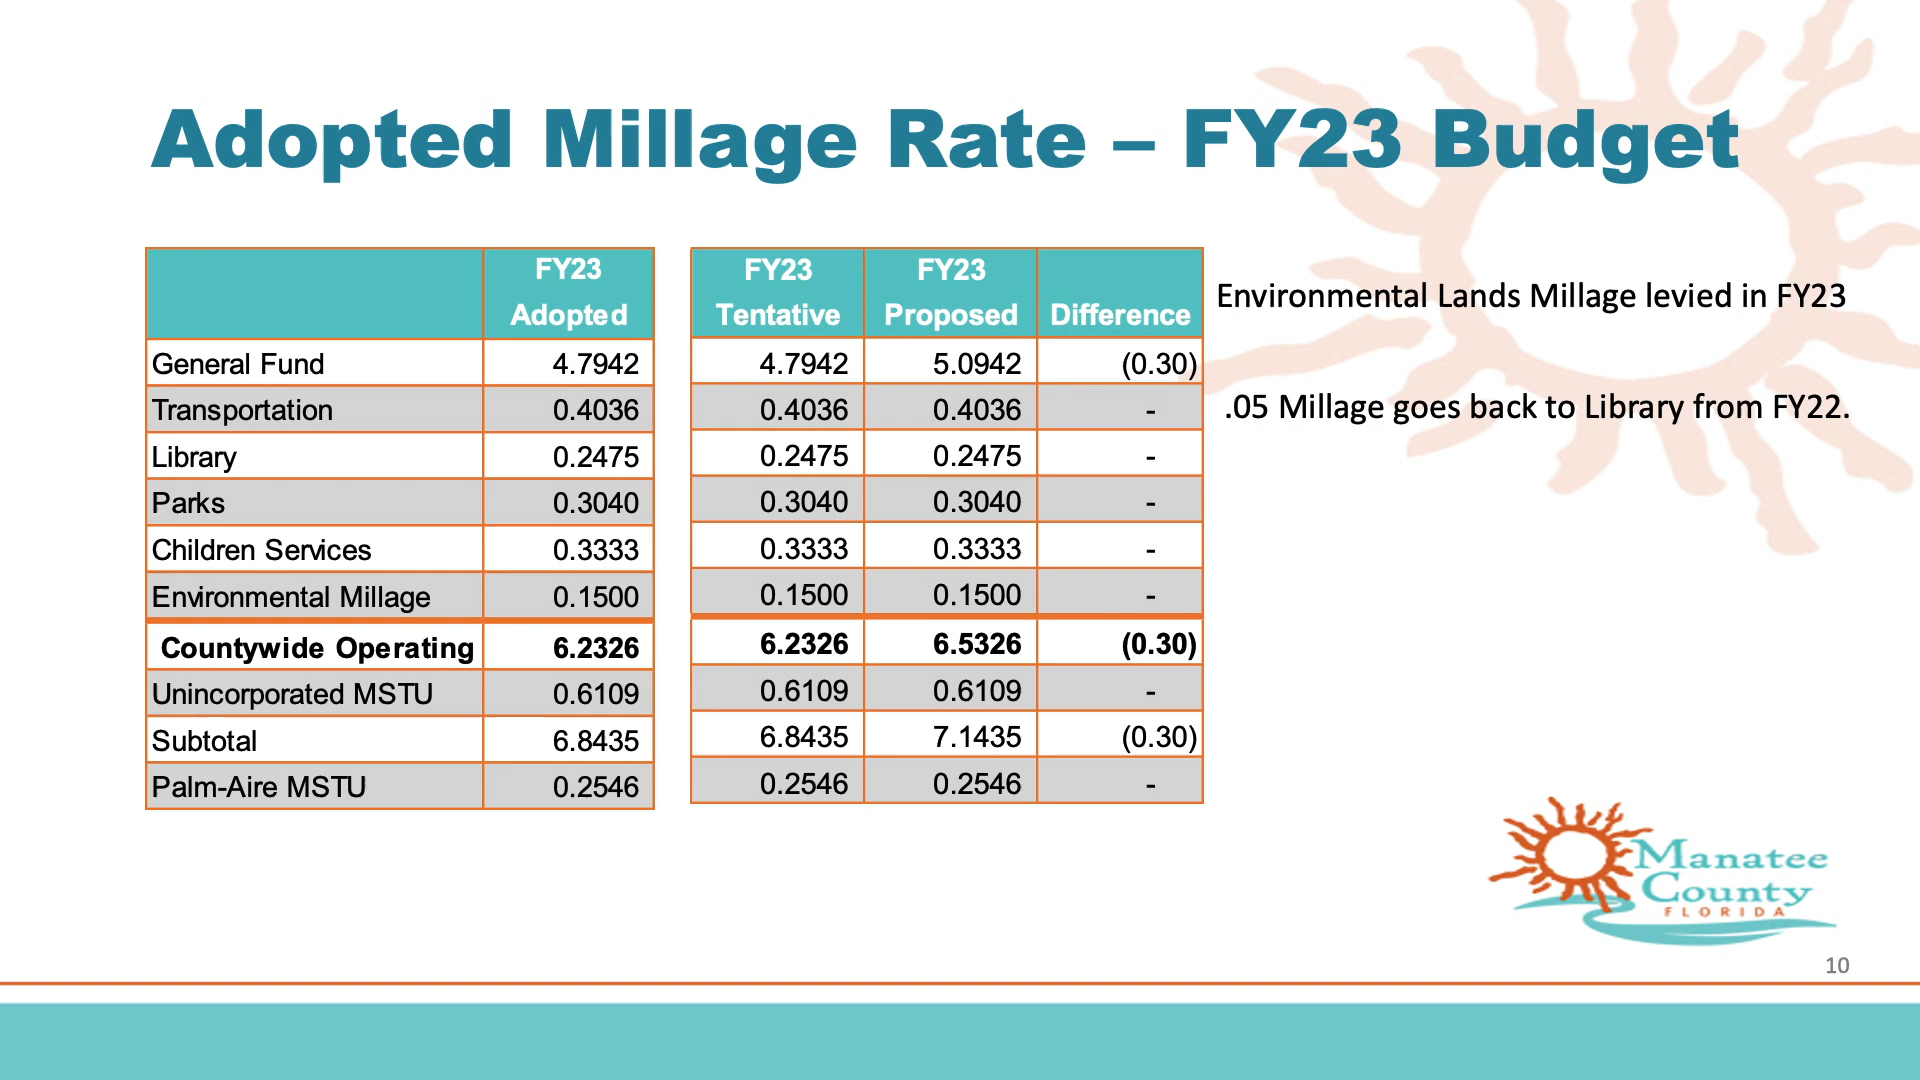 Adopted Millage Rate – FY23 Budget
FY23 Adopted FY23 Tentative FY23 Proposed Difference
General Fund 4.7942 4.7942 5.0942 (0.30)
Transportation 0.4036 0.4036 0.4036 -
Library 0.2475 0.2475 0.2475 -
Parks 0.3040 0.3040 0.3040 -
Children Services 0.3333 0.3333 0.3333 -
Environmental Millage 0.1500 0.1500 0.1500 -
Countywide Operating 6.2326 6.2326 6.5326 (0.30)
Unincorporated MSTU 0.6109 0.6109 0.6109 -
Subtotal 6.8435 6.8435 7.1435 (0.30)
Palm-Aire MSTU 0.2546 0.2546 0.2546 -
Environmental Lands Millage levied in FY23
.05 Millage goes back to Library from FY22.
Manatee
County
FLORIDA
10